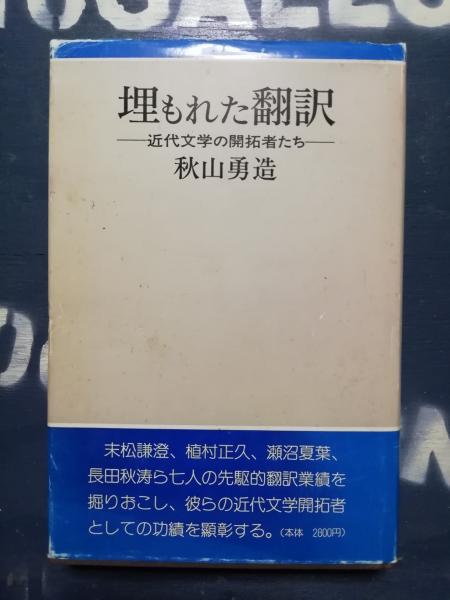 埋もれた翻訳
──近代文学の開拓者たち──
秋山勇造
末松謙澄、植村正久、瀬沼夏葉、
長田秋涛ら七人の先駆的翻訳業績を
掘りおこし、彼らの近代文学開拓者
としての功績を顕彰する。(本体 2800円)